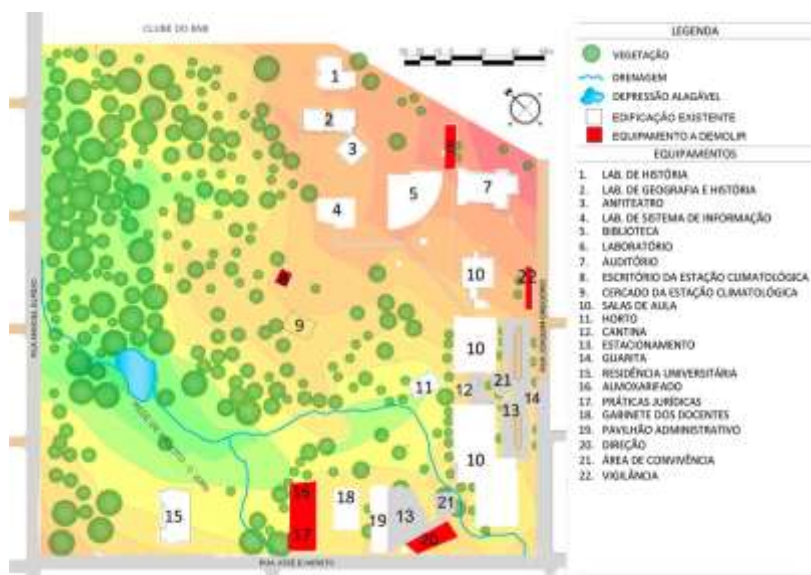 CLUBE DO BNB
LEGENDA
VEGETAÇÃO
DRENAGEM
DEPRESSÃO ALAGÁVEL
EDIFICAÇÃO EXISTENTE
EQUIPAMENTO A DEMOLIR
EQUIPAMENTOS
1. LAB. DE HISTÓRIA
2. LAB. DE GEOGRAFIA E HISTÓRIA
3. ANFITEATRO
4. LAB. DE SISTEMA DE INFORMAÇÃO
5. BIBLIOTECA
6. LABORATÓRIO
7. AUDITÓRIO
8. ESCRITÓRIO DA ESTAÇÃO CLIMATOLÓGICA
9. CERCADO DA ESTAÇÃO CLIMATOLÓGICA
10. SALAS DE AULA
11. HORTO
12. CANTINA
13. ESTACIONAMENTO
14. GUARITA
15. RESIDÊNCIA UNIVERSITÁRIA
16. ALMOXARIFADO
17. PRÁTICAS JURÍDICAS
18. GABINETE DOS DOCENTES
19. PAVILHÃO ADMINISTRATIVO
20. DIREÇÃO
21. ÁREA DE CONVIVÊNCIA
22. VIGILÂNCIA
1
2
3
4
5
7
10
22
9
10
11
12
21
13
14
10
15
16
17
18
19
13
21
20